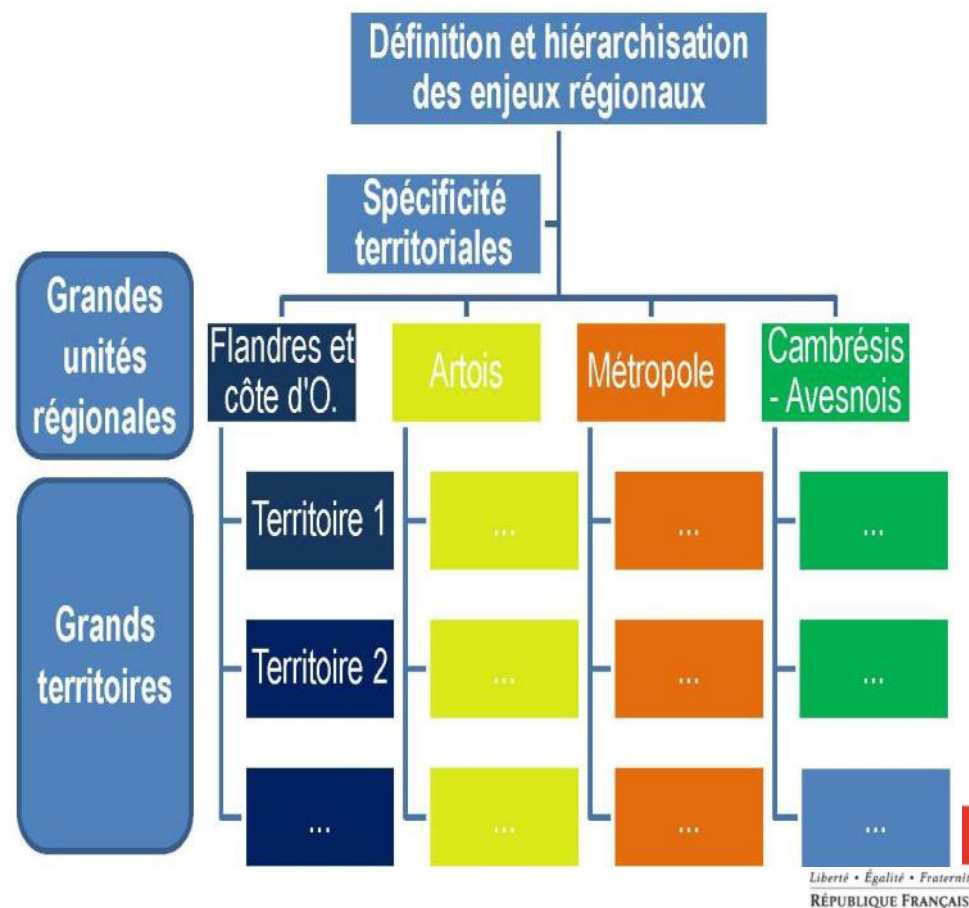 Définition et hiérarchisation
des enjeux régionaux
Spécificité
territoriales
Grandes
unités
régionales
Flandres et
côte d'O.
Artois
Métropole
Cambrésis
- Avesnois
Grands
territoires
Territoire 1
...
...
...
Territoire 2
...
...
...
...
...
...
...
Liberté • Égalité • Fraternit
RÉPUBLIQUE FRANÇAIS